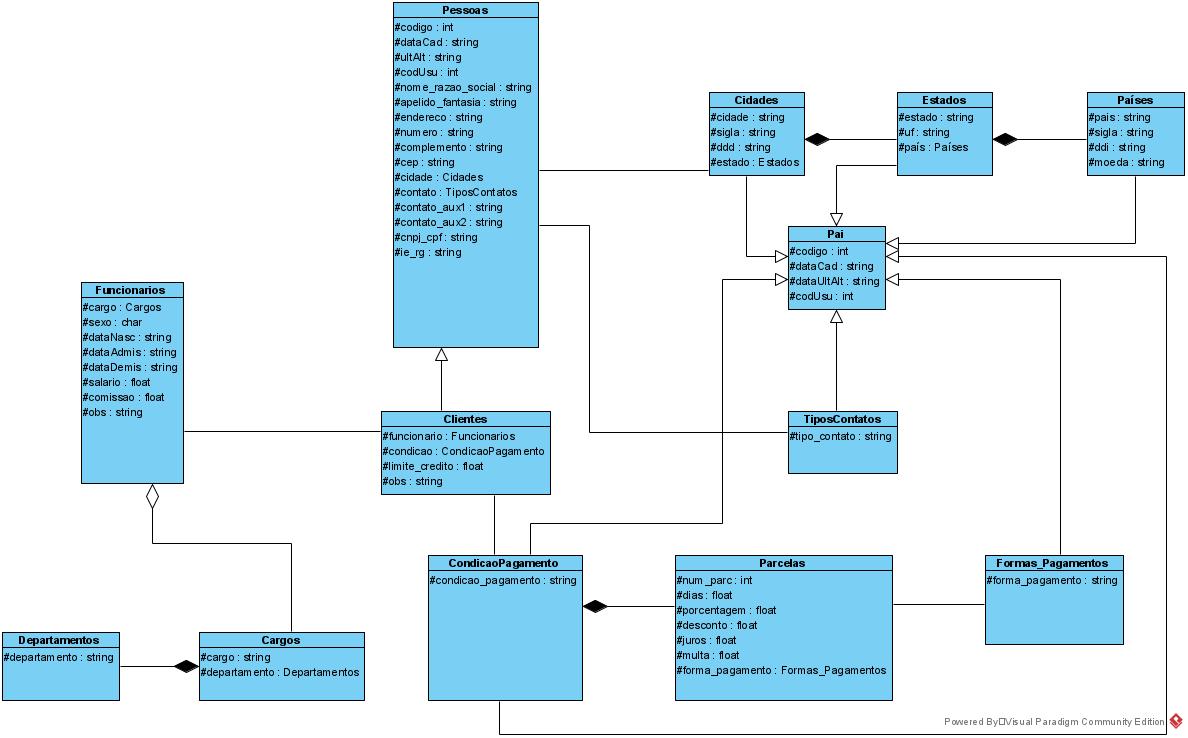 Pessoas
#codigo : int
#dataCad : string
#ultAlt : string
#codUsu : int
#nome_razao_social : string
#apelido_fantasia : string
#endereco : string
#numero : string
#complemento : string
#cep : string
#cidade : Cidades
#contato : TiposContatos
#contato_aux1 : string
#contato_aux2 : string
#cnpj_cpf : string
#ie_rg : string
Cidades
#cidade : string
#sigla : string
#ddd : string
#estado : Estados
Estados
#estado : string
#uf : string
#país : Países
Países
#pais : string
#sigla : string
#ddi : string
#moeda : string
Pai
#codigo : int
#dataCad : string
#dataUltAlt : string
#codUsu : int
Funcionarios
#cargo : Cargos
#sexo : char
#dataNasc : string
#dataAdmis : string
#dataDemis : string
#salario : float
#comissao : float
#obs : string
Clientes
#funcionario : Funcionarios
#condicao : CondicaoPagamento
#limite_credito : float
#obs : string
TiposContatos
#tipo_contato : string
CondicaoPagamento
#condicao_pagamento : string
Parcelas
#num_parc : int
#dias : float
#porcentagem : float
#desconto : float
#juros : float
#multa : float
#forma_pagamento : Formas_Pagamentos
Formas_Pagamentos
#forma_pagamento : string
Departamentos
#departamento : string
Cargos
#cargo : string
#departamento : Departamentos
Powered By Visual Paradigm Community Edition